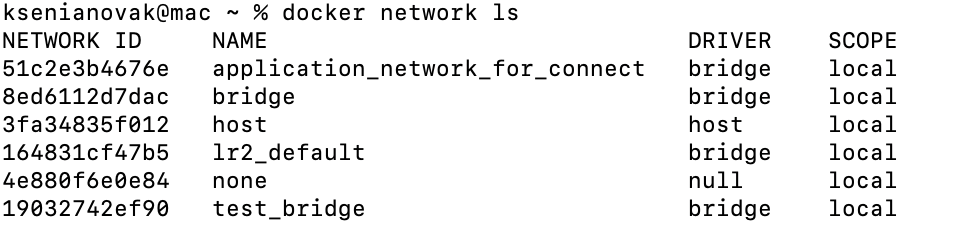 ksenianovak@mac ~ % docker network ls
NETWORK ID     NAME                              DRIVER    SCOPE
51c2e3b4676e   application_network_for_connect   bridge    local
8ed6112d7dac   bridge                            bridge    local
3fa34835f012   host                              host      local
164831cf47b5   lr2_default                       bridge    local
4e880f6e0e84   none                              null      local
19032742ef90   test_bridge                       bridge    local